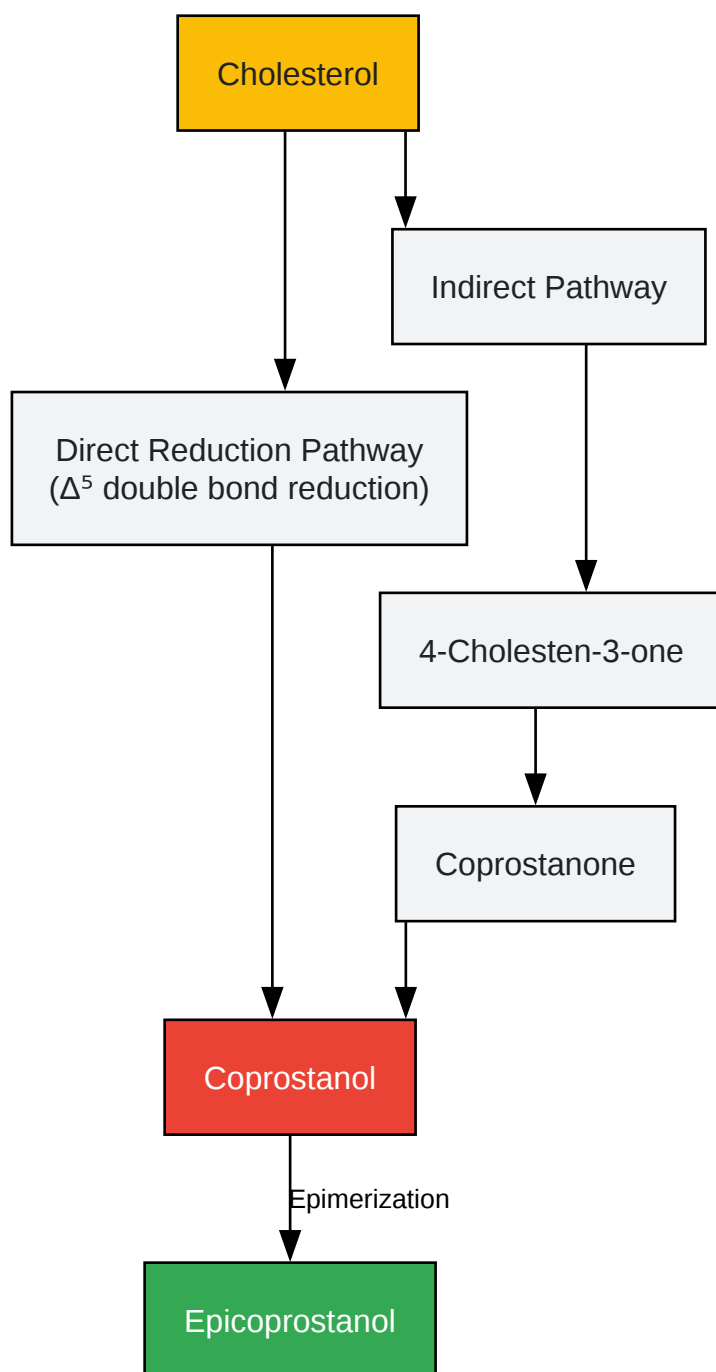 Cholesterol
Indirect Pathway
Direct Reduction Pathway
(Δ⁵ double bond reduction)
4-Cholesten-3-one
Coprostanone
Coprostanol
Epimerization
Epicoprostanol